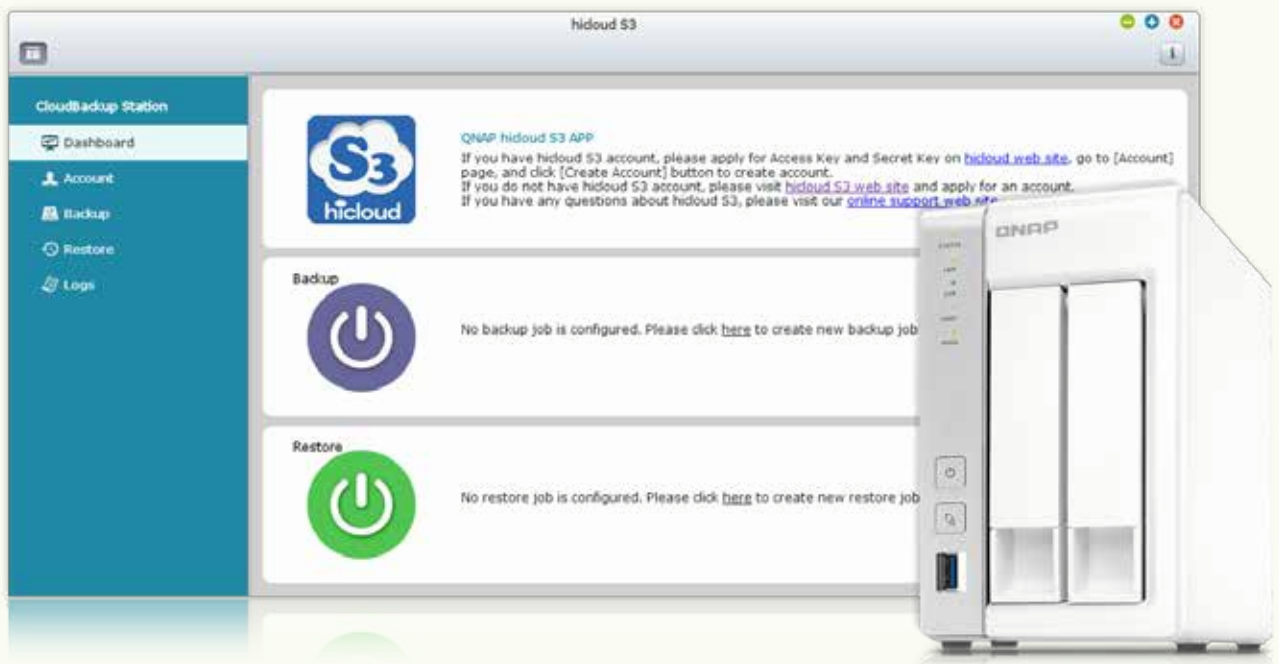 hicloud S3
CloudBackup Station
Dashboard
Account
Backup
Restore
Logs
S3
hicloud
QNAP hicloud S3 APP
If you have hicloud S3 account, please apply for Access Key and Secret Key on hicloud web site, go to [Account]
page, and click [Create Account] button to create account.
If you do not have hicloud S3 account, please visit hicloud S3 web site and apply for an account.
If you have any questions about hicloud S3, please visit our online support web site
Backup
No backup job is configured. Please click here to create new backup job
Restore
No restore job is configured. Please click here to create new restore job
QNAP